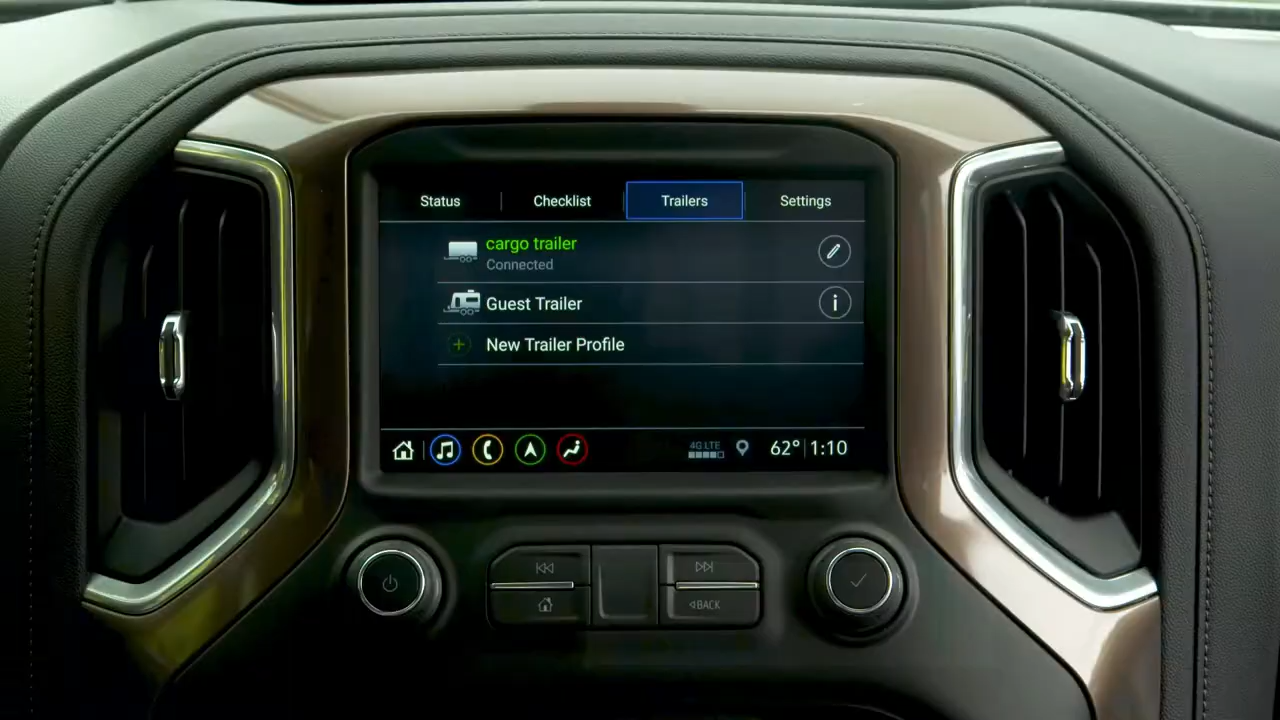 Status Checklist Trailers Settings
cargo trailer
Connected
Guest Trailer
New Trailer Profile
4G LTE 62° 1:10
BACK